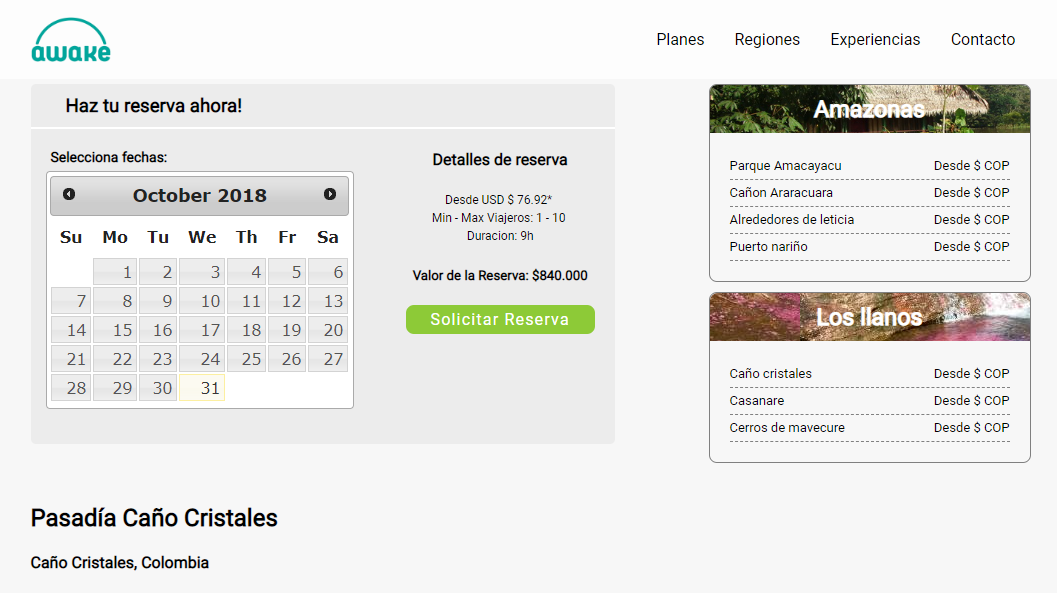 awake
Planes Regiones Experiencias Contacto
Haz tu reserva ahora!
Selecciona fechas:
October 2018
Su Mo Tu We Th Fr Sa
1 2 3 4 5 6
7 8 9 10 11 12 13
14 15 16 17 18 19 20
21 22 23 24 25 26 27
28 29 30 31
Detalles de reserva
Desde USD $ 76.92*
Min - Max Viajeros: 1 - 10
Duracion: 9h
Valor de la Reserva: $840.000
Solicitar Reserva
Amazonas
Parque Amacayacu Desde $ COP
Cañon Araracuara Desde $ COP
Alrededores de leticia Desde $ COP
Puerto nariño Desde $ COP
Los llanos
Caño cristales Desde $ COP
Casanare Desde $ COP
Cerros de mavecure Desde $ COP
Pasadía Caño Cristales
Caño Cristales, Colombia